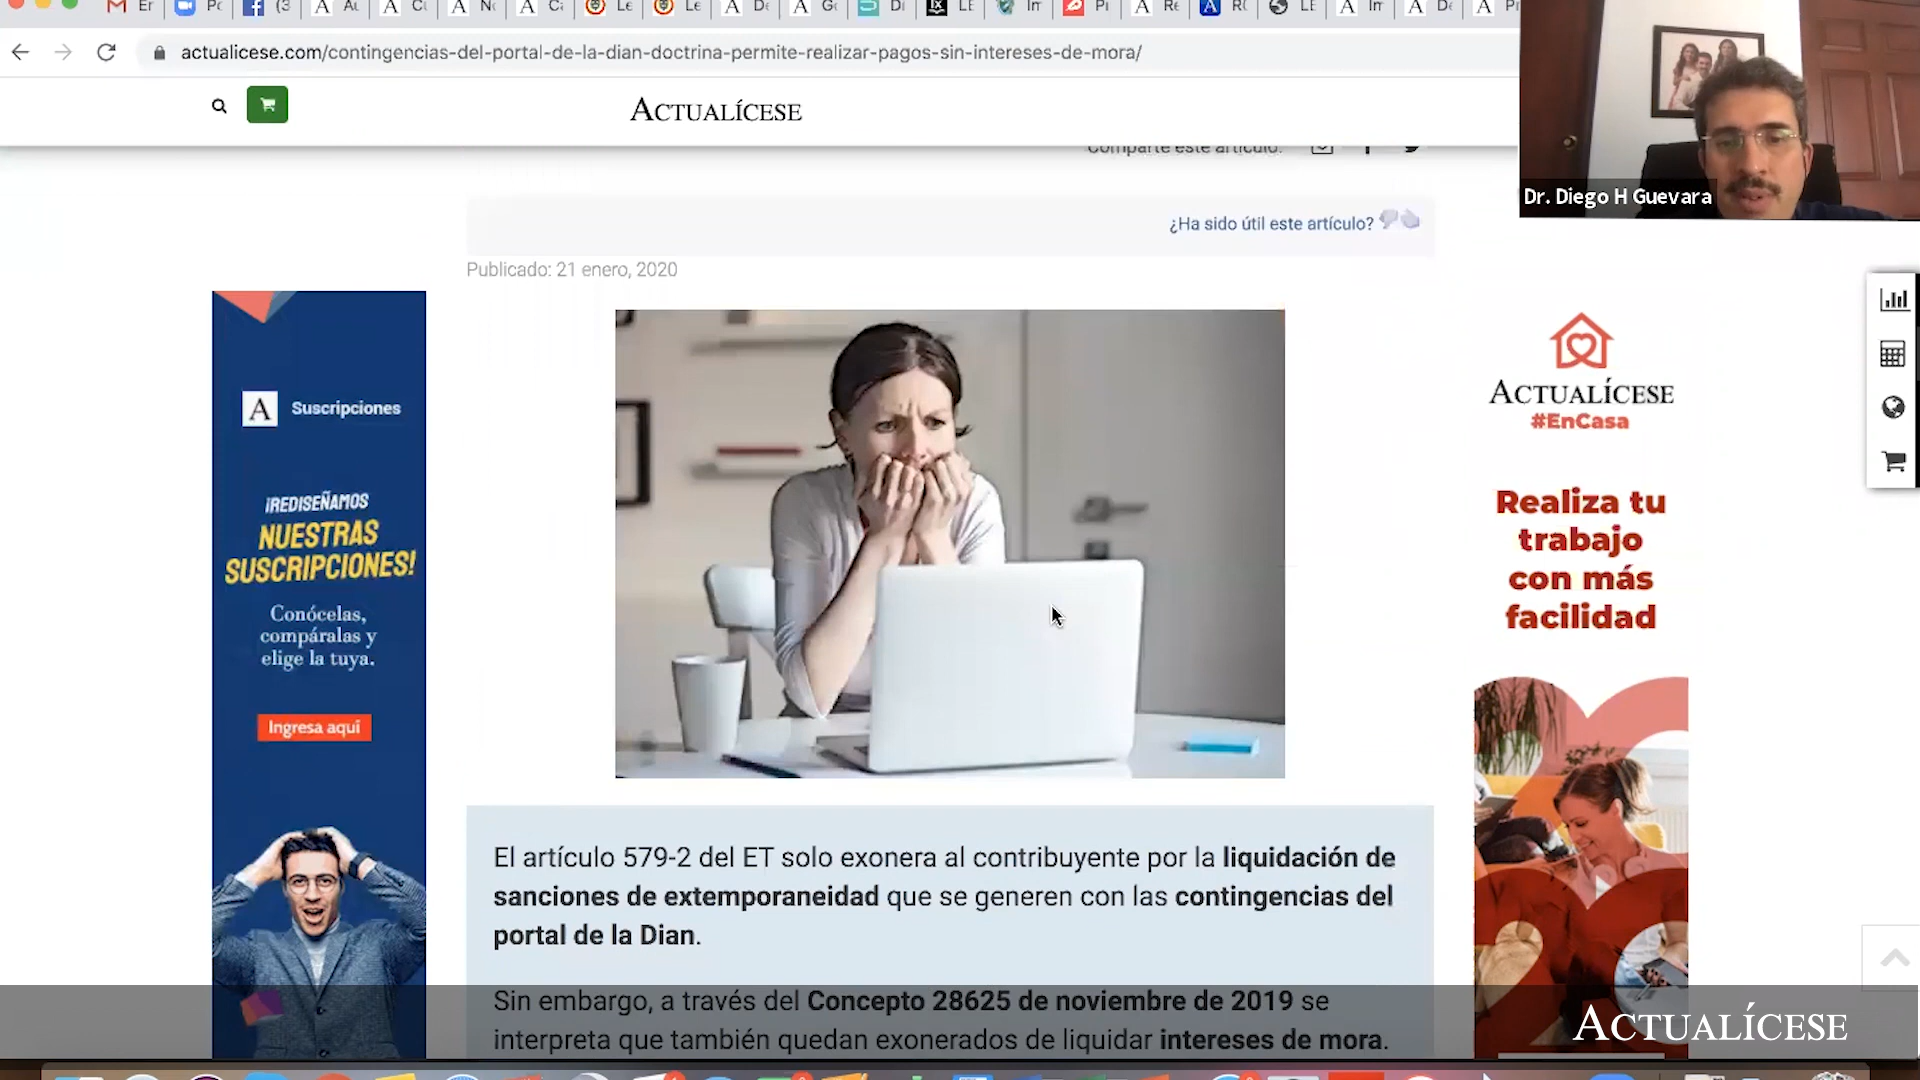 actualicese.com/contingencias-del-portal-de-la-dian-doctrina-permite-realizar-pagos-sin-intereses-de-mora/
ACTUALÍCESE
Dr. Diego H Guevara
Comparte este artículo:
¿Ha sido útil este artículo?
Publicado: 21 enero, 2020
A Suscripciones
¡REDISEÑAMOS
NUESTRAS
SUSCRIPCIONES!
Conócelas,
compáralas y
elige la tuya.
Ingresa aquí
ACTUALÍCESE
#EnCasa
Realiza tu
trabajo
con más
facilidad
El artículo 579-2 del ET solo exonera al contribuyente por la liquidación de
sanciones de extemporaneidad que se generen con las contingencias del
portal de la Dian.
Sin embargo, a través del Concepto 28625 de noviembre de 2019 se
interpreta que también quedan exonerados de liquidar intereses de mora.
ACTUALÍCESE